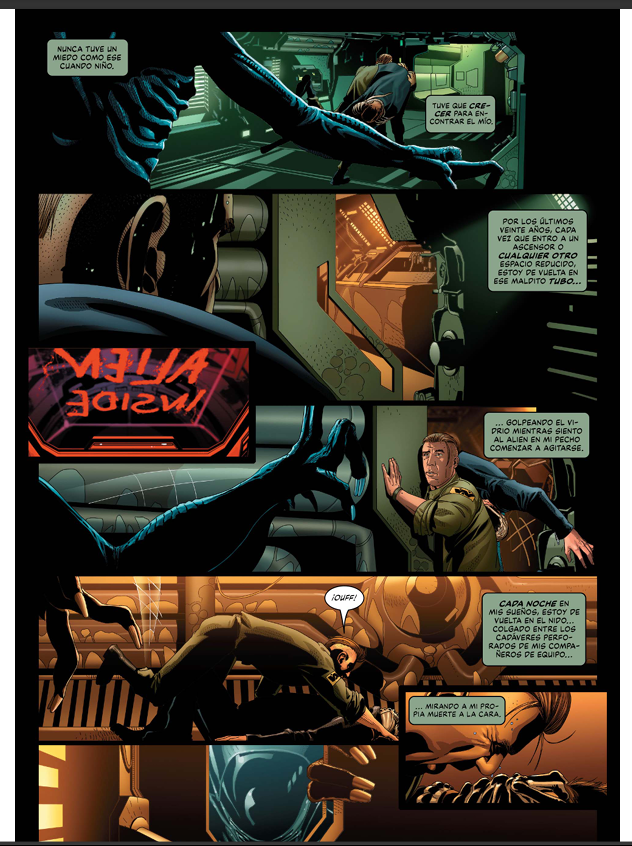 NUNCA TUVE UN
MIEDO COMO ESE
CUANDO NIÑO.
TUVE QUE CRE-
CER PARA EN-
CONTRAR EL MÍO.
POR LOS ÚLTIMOS
VEINTE AÑOS, CADA
VEZ QUE ENTRO A UN
ASCENSOR O
CUALQUIER OTRO
ESPACIO REDUCIDO,
ESTOY DE VUELTA EN
ESE MALDITO TUBO...
ALIEN
INSIDE
... GOLPEANDO EL VI-
DRIO MIENTRAS SIENTO
AL ALIEN EN MI PECHO
COMENZAR A AGITARSE.
¡OUFF!
CADA NOCHE EN
MIS SUEÑOS, ESTOY DE
VUELTA EN EL NIDO...
COLGADO ENTRE LOS
CADÁVERES PERFO-
RADOS DE MIS COMPA-
ÑEROS DE EQUIPO...
... MIRANDO A MI PRO-
PIA MUERTE A LA CARA.